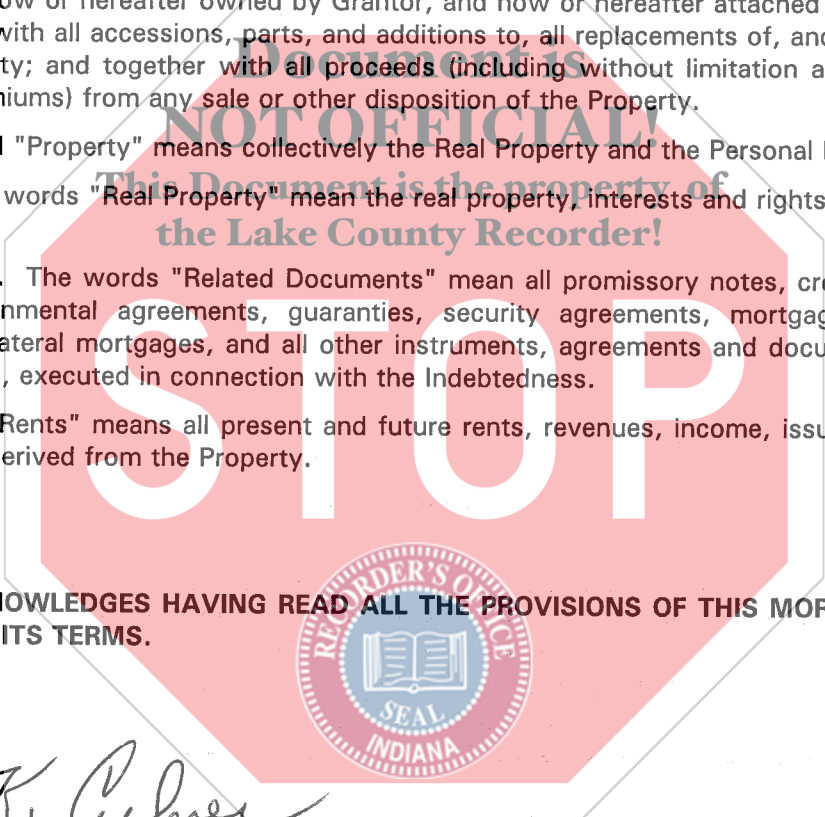 ow or hereafter owned by Grantor, and now or hereafter attached
with all accessions, parts, and additions to, all replacements of, and
Document is
ty; and together with all proceeds (including without limitation a
niums) from any sale or other disposition of the Property.
NOT OFFICIAL!
"Property" means collectively the Real Property and the Personal
This Document is the property of
words "Real Property" mean the real property, interests and rights
the Lake County Recorder!
. The words "Related Documents" mean all promissory notes, cre
nmental agreements, guaranties, security agreements, mortgag
ateral mortgages, and all other instruments, agreements and docu
, executed in connection with the Indebtedness.
STOP
Rents" means all present and future rents, revenues, income, issu
erived from the Property.
RECORDER'S OFFICE
NOWLEDGES HAVING READ ALL THE PROVISIONS OF THIS MOR
ITS TERMS.
SEAL
INDIANA
K.